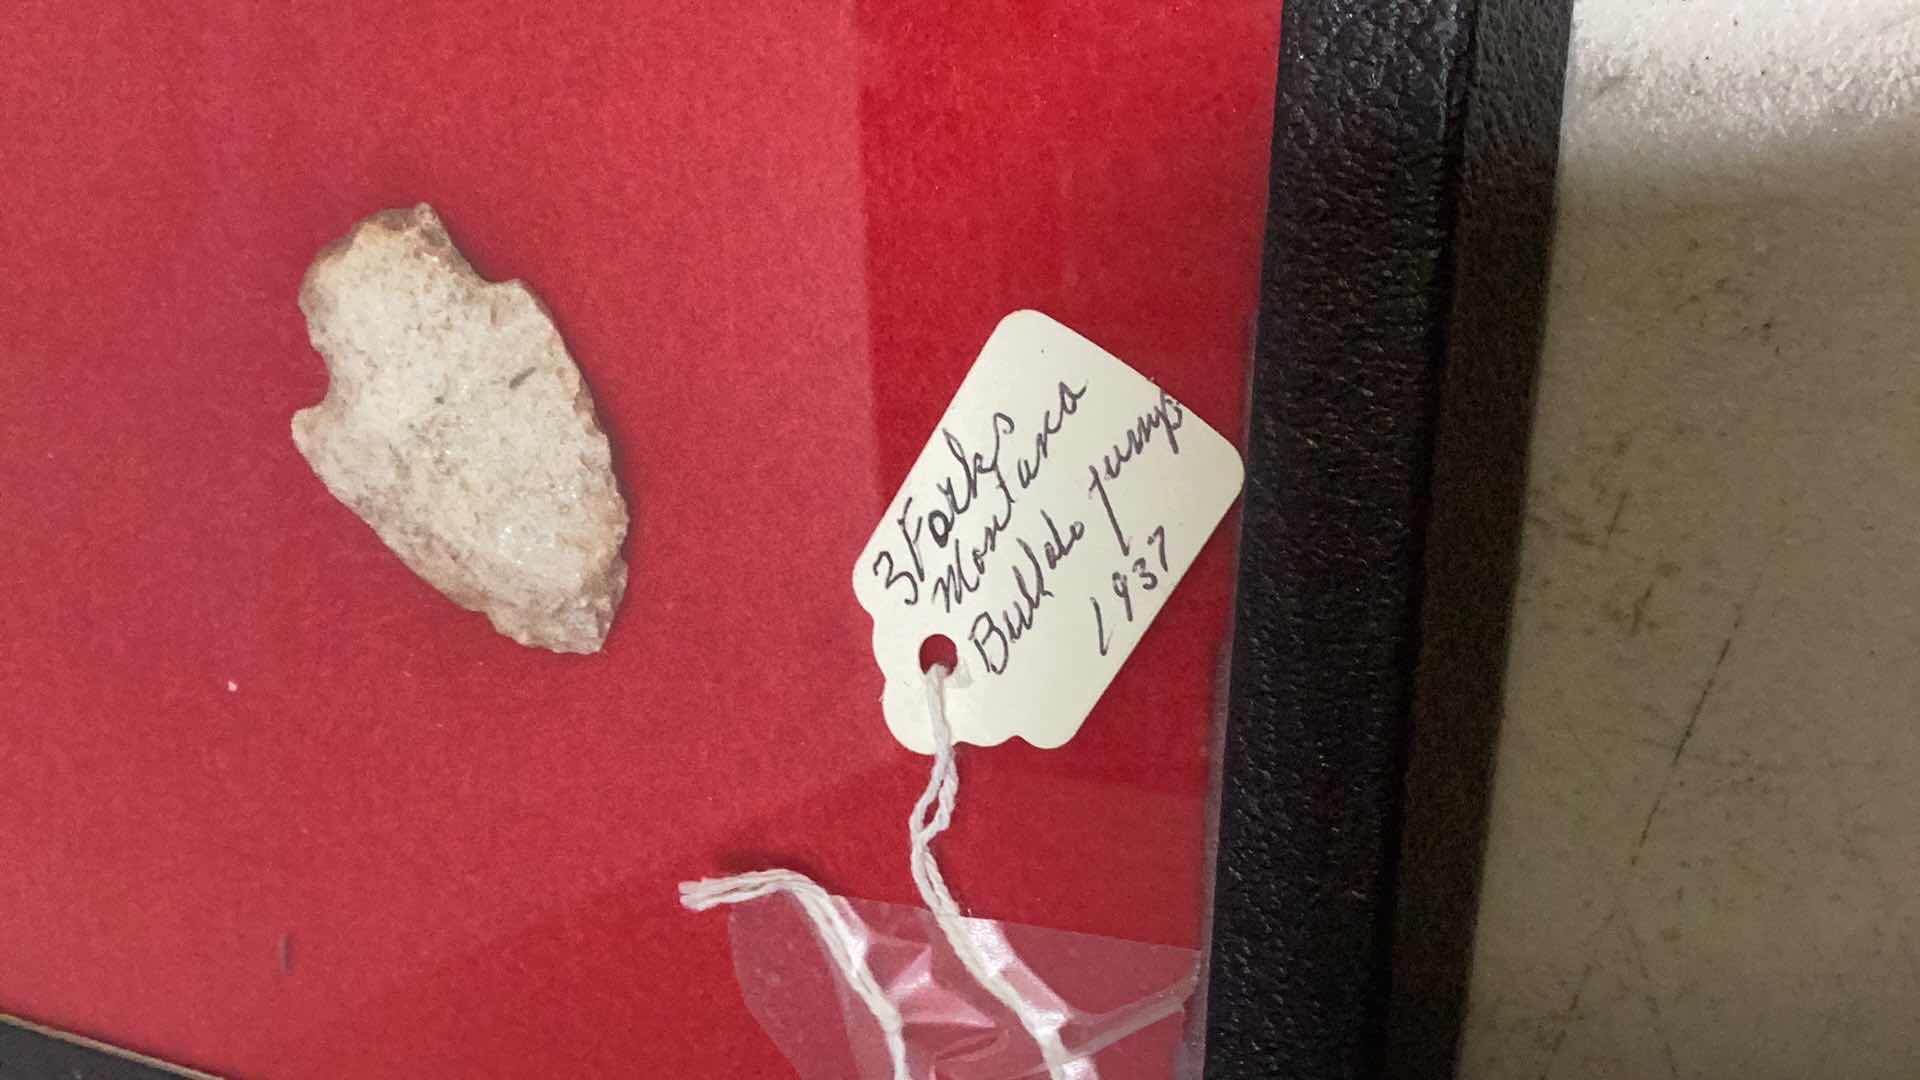 3 Forks
Montana
Buffalo jump
1937